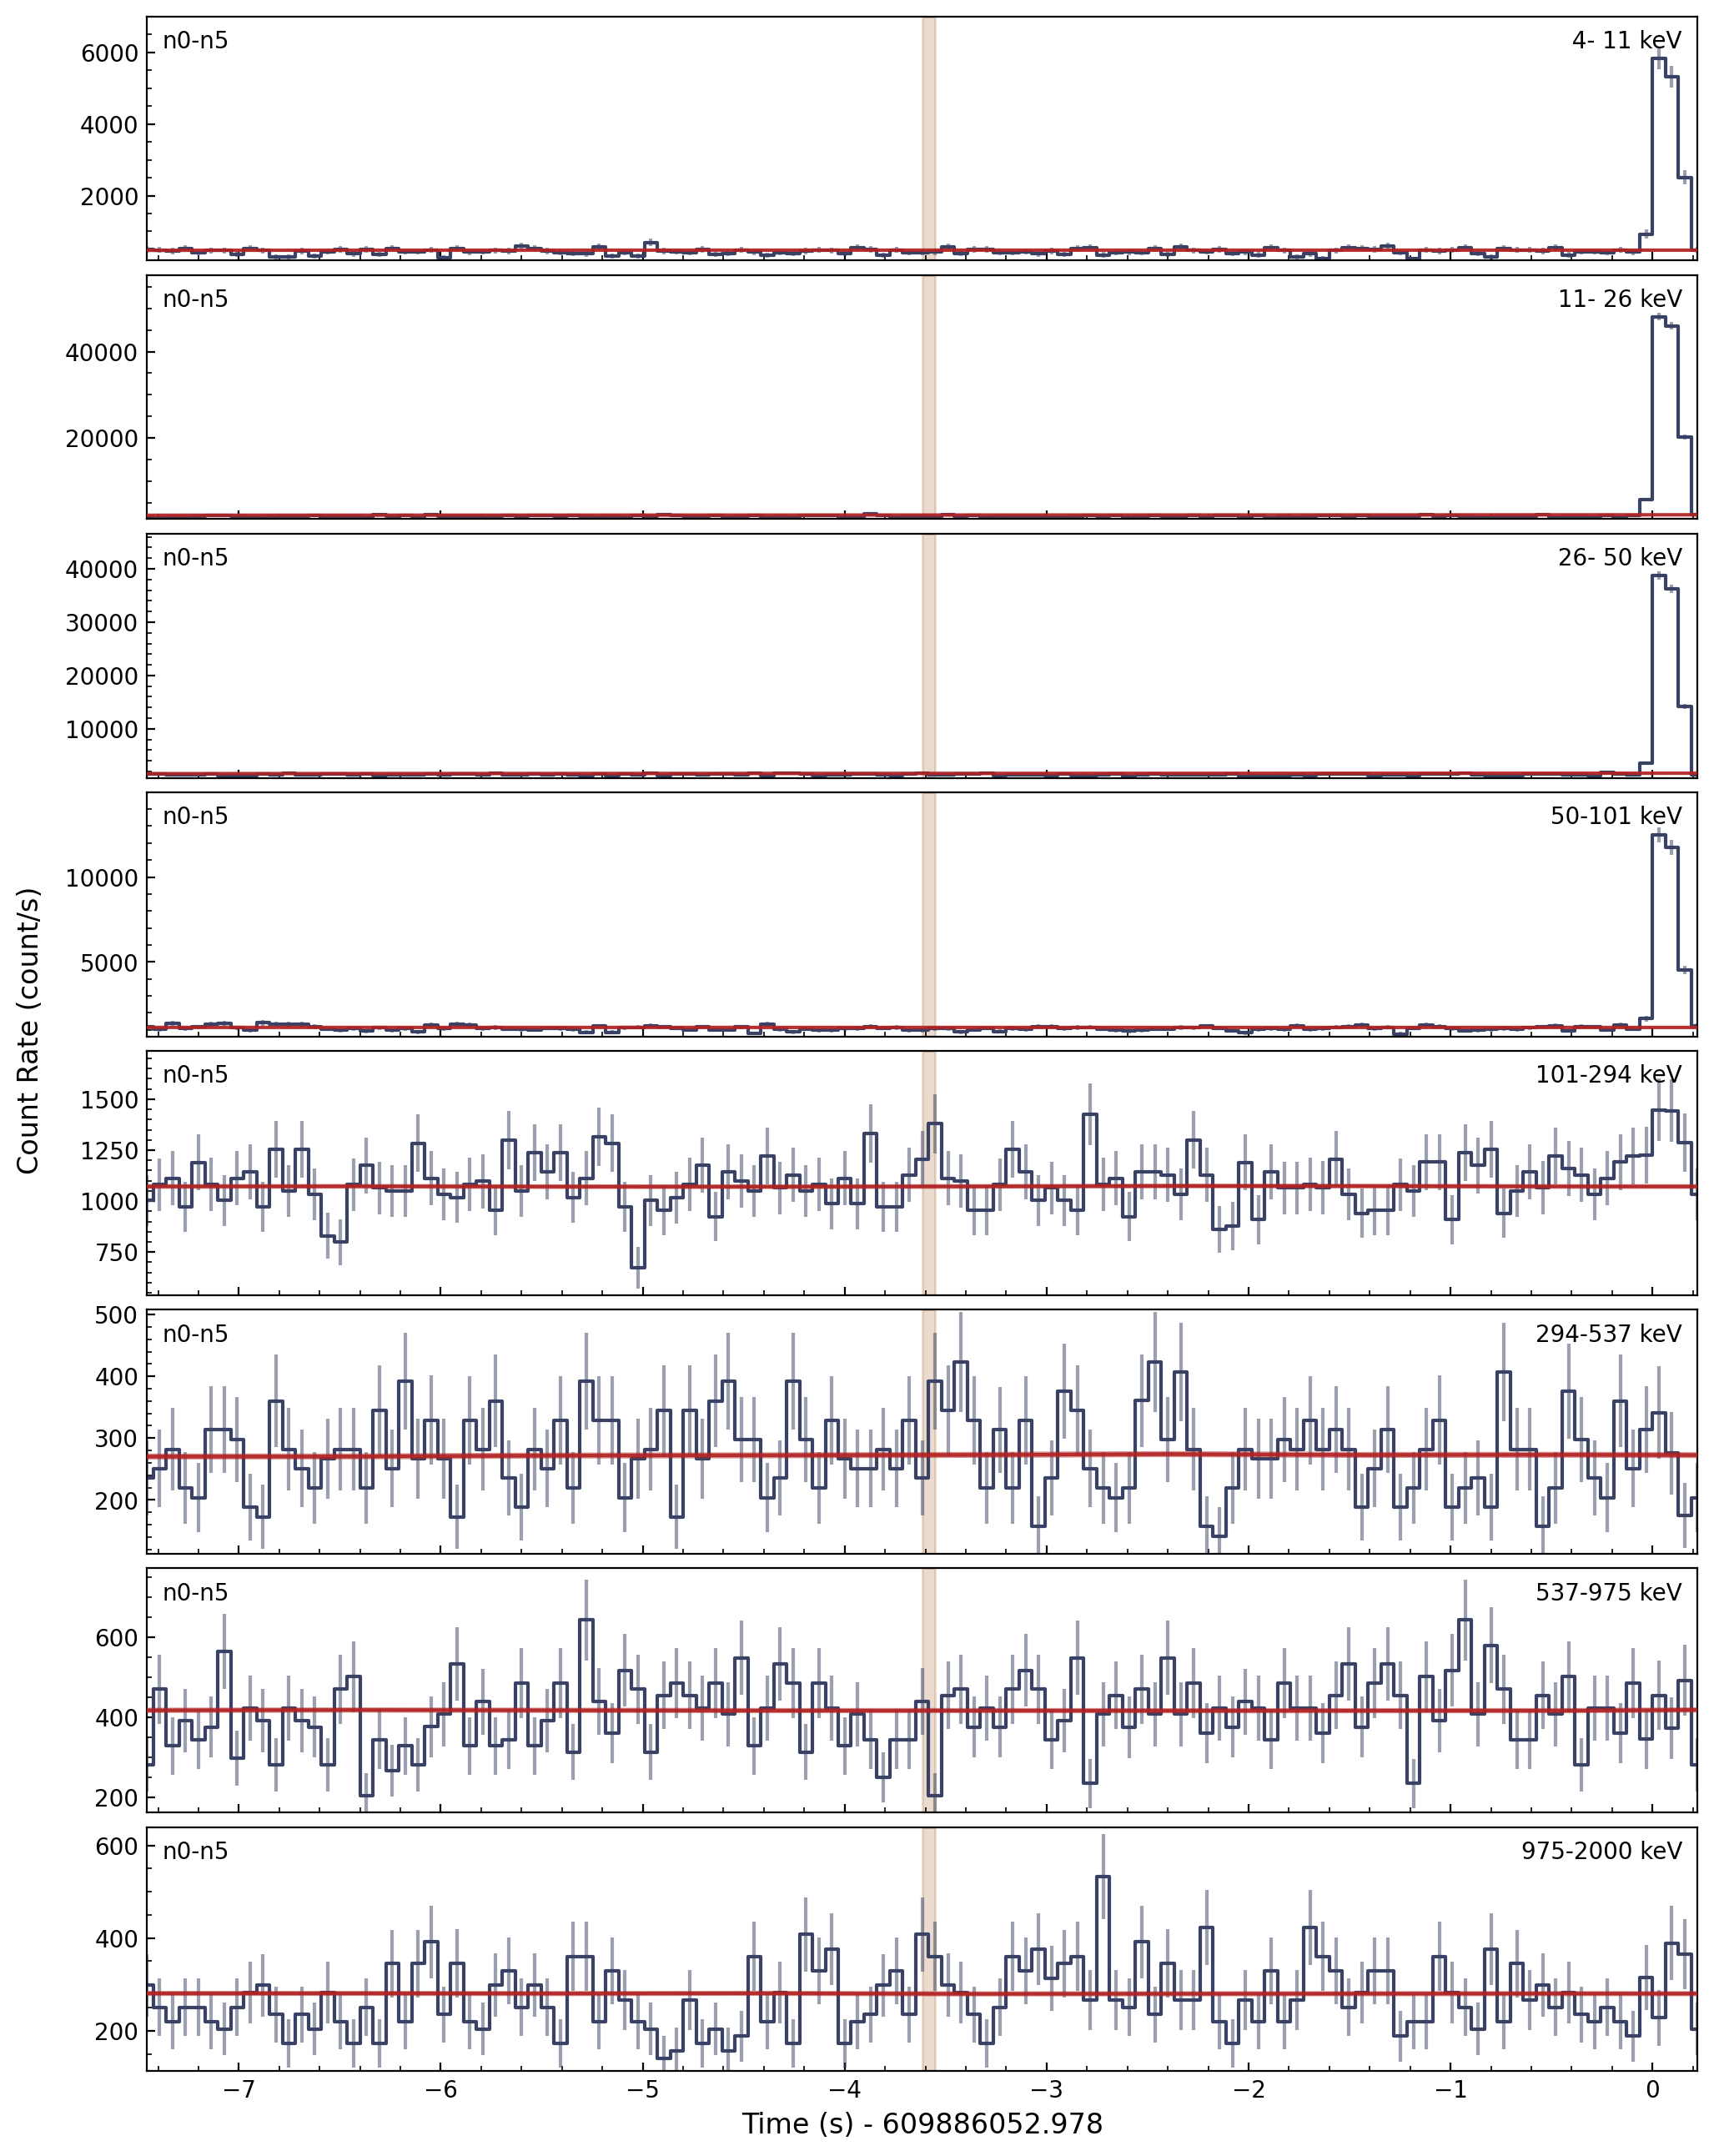 n0-n5
4- 11 keV
6000
4000
2000
n0-n5
11- 26 keV
40000
20000
n0-n5
26- 50 keV
40000
30000
20000
10000
n0-n5
50-101 keV
10000
5000
Count Rate (count/s)
n0-n5
101-294 keV
1500
1250
1000
750
n0-n5
294-537 keV
500
400
300
200
n0-n5
537-975 keV
600
400
200
n0-n5
975-2000 keV
600
400
200
−7 −6 −5 −4 −3 −2 −1 0
Time (s) - 609886052.978